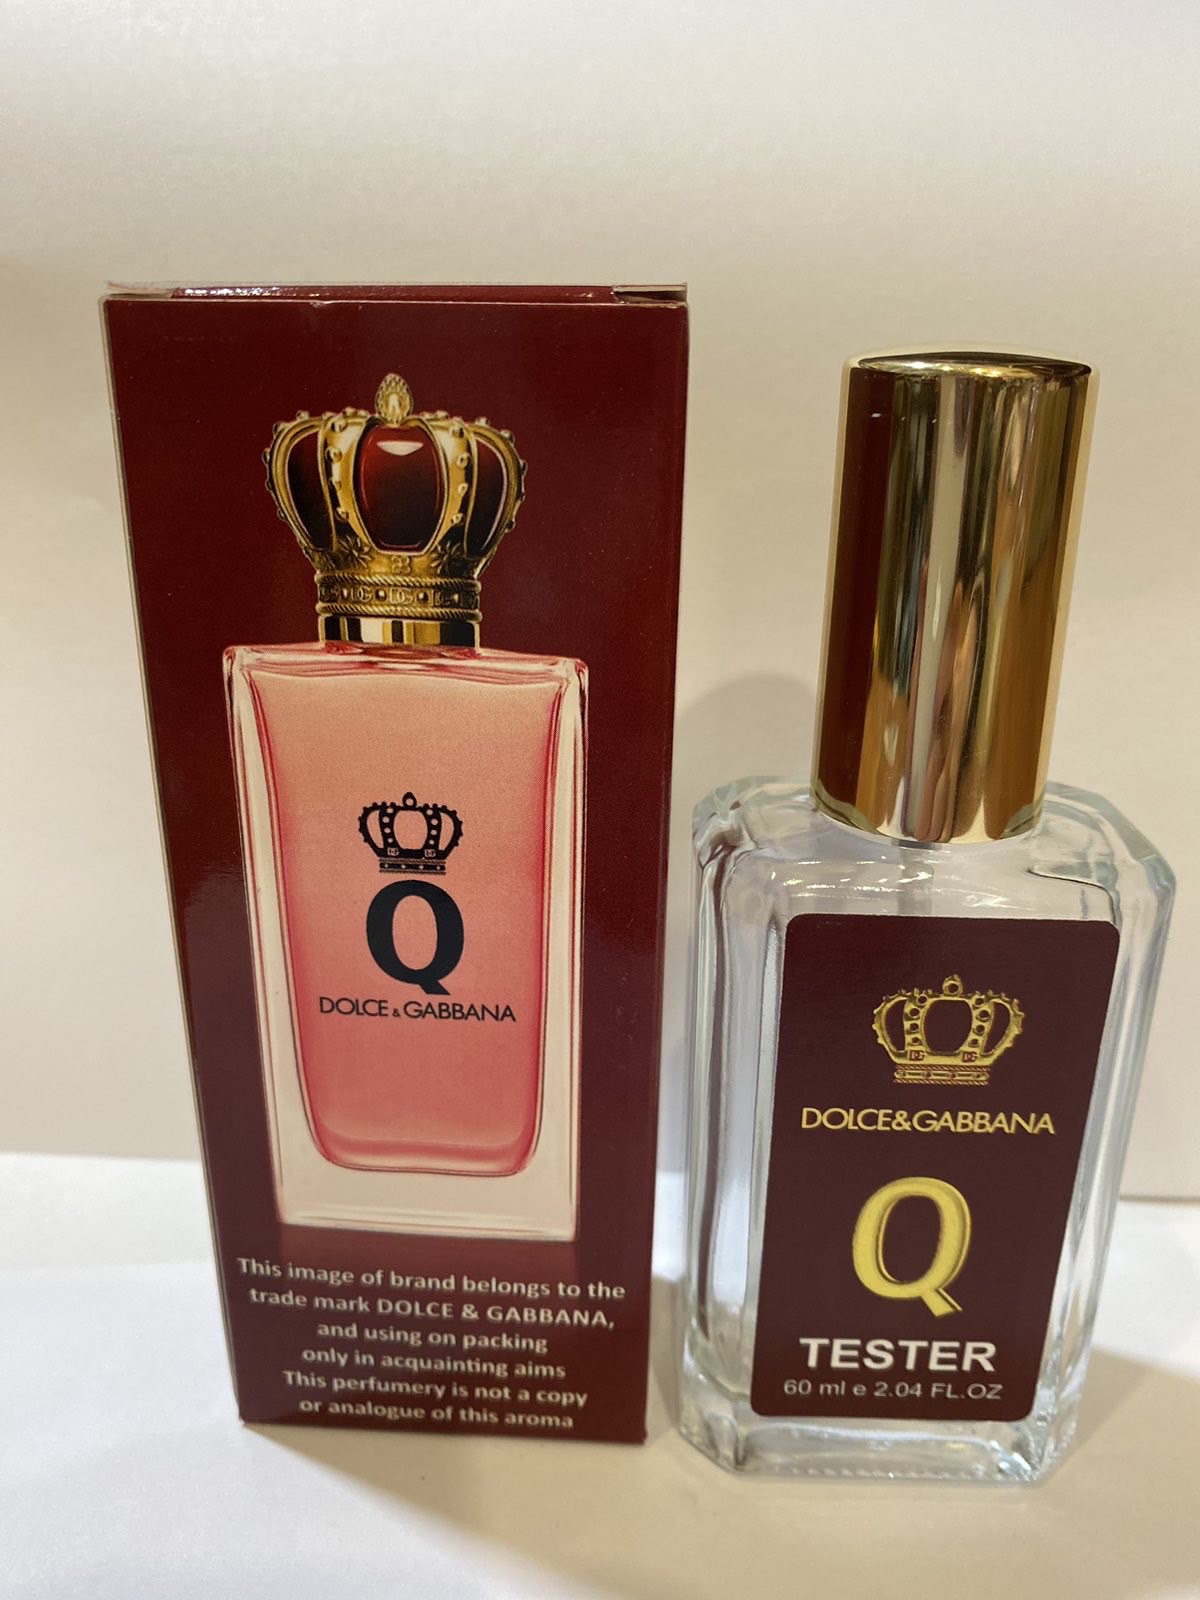 Q
DOLCE & GABBANA
This image of brand belongs to the
trade mark DOLCE & GABBANA,
and using on packing
only in acquainting aims
This perfumery is not a copy
or analogue of this aroma
DOLCE&GABBANA
Q
TESTER
60 ml e 2.04 FL.OZ